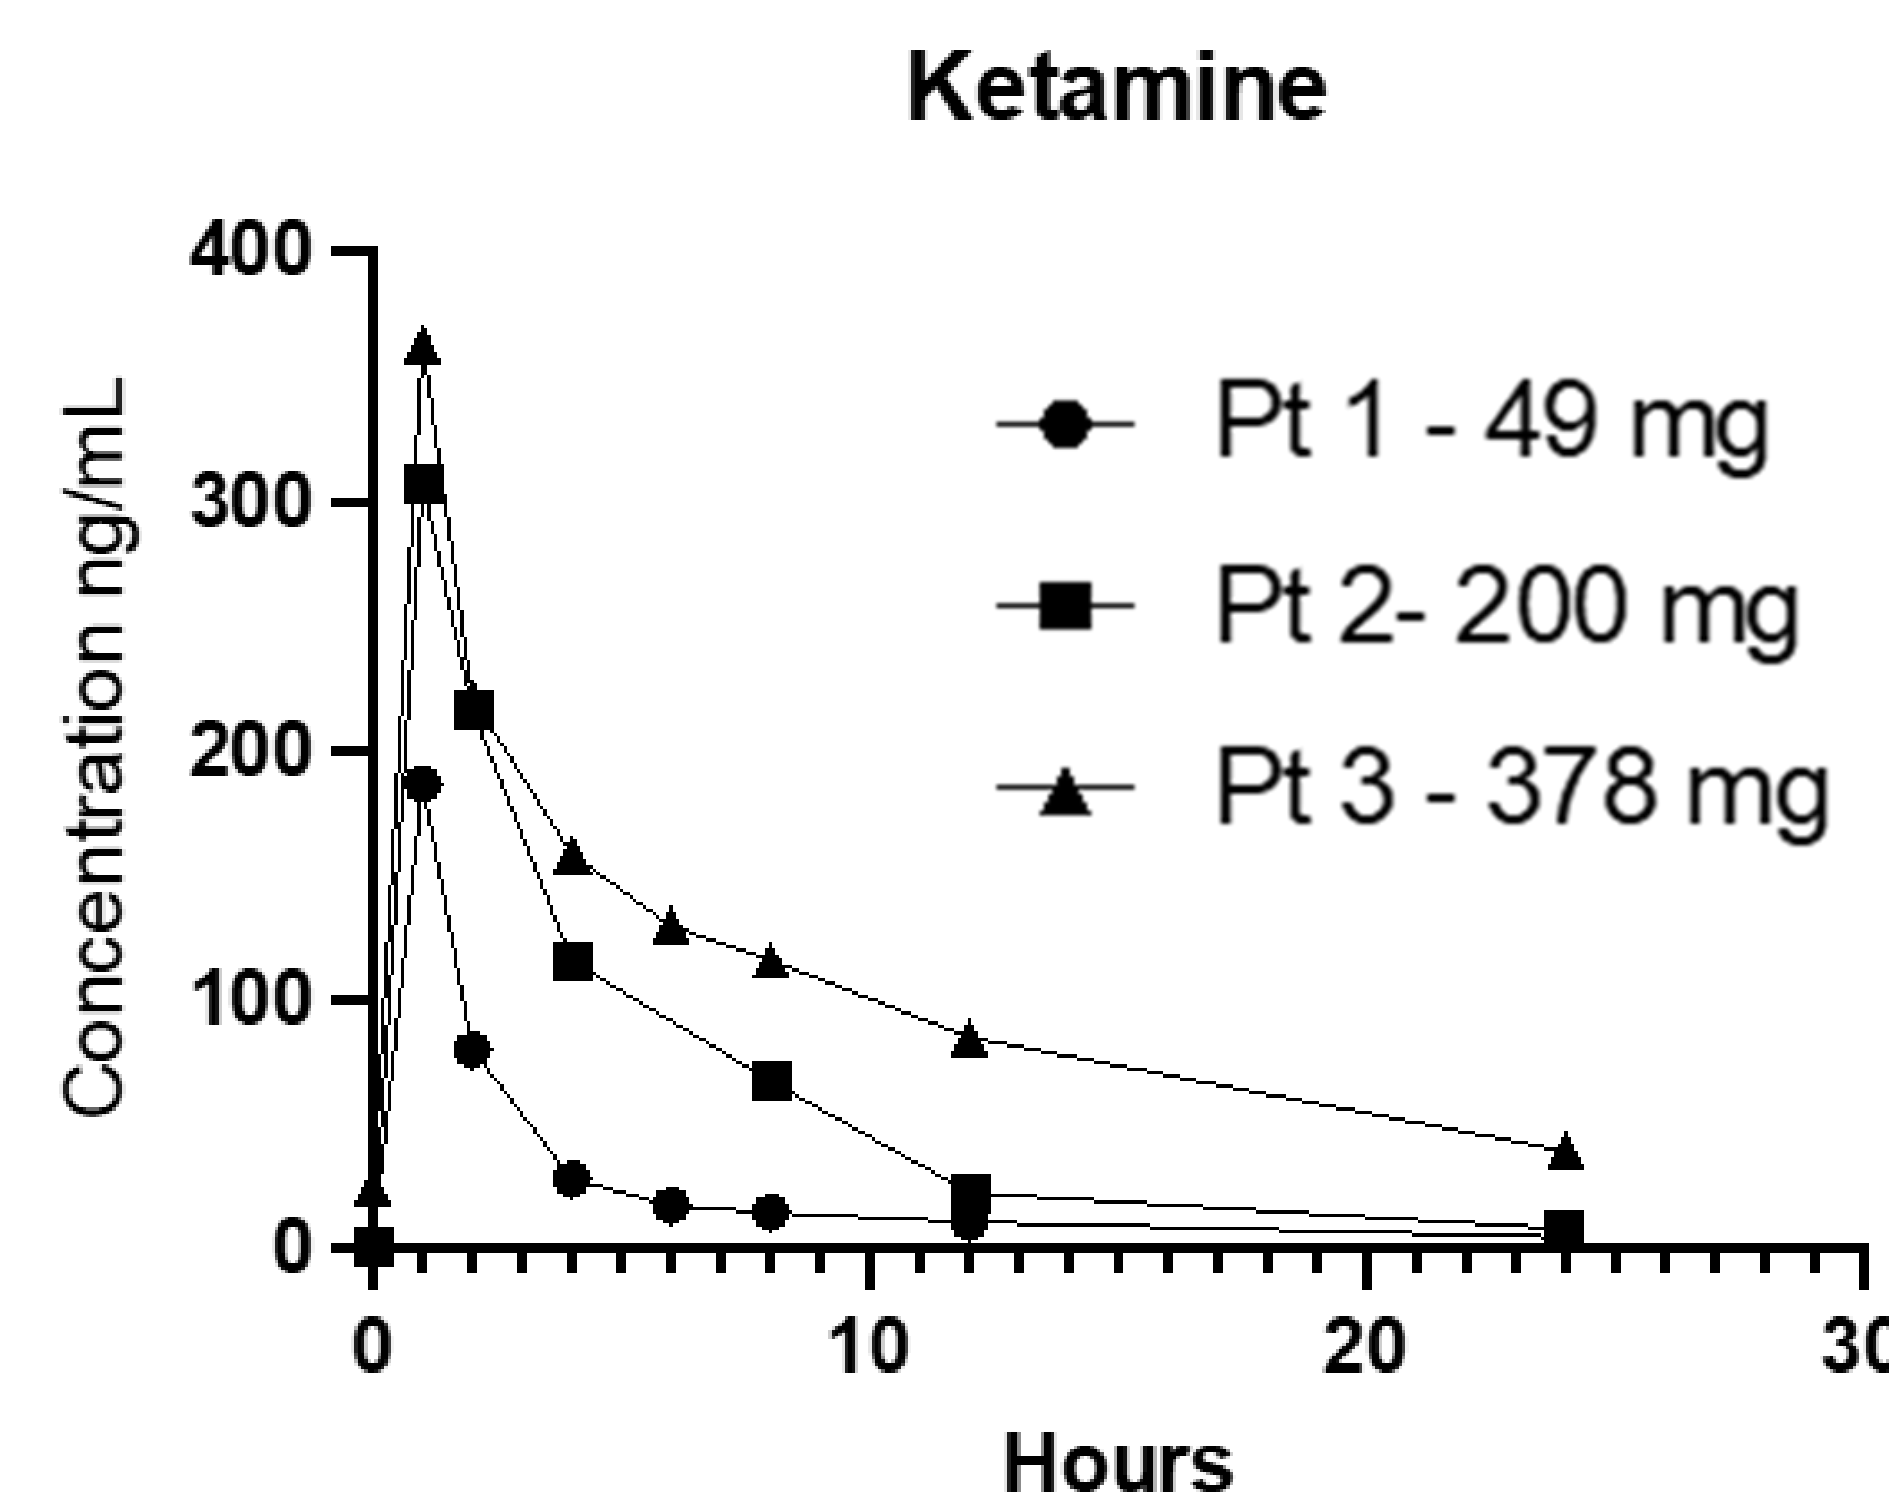 Ketamine
Concentration ng/mL
400
300
200
100
0
Pt 1 - 49 mg
Pt 2- 200 mg
Pt 3 - 378 mg
0 10 20 30
Hours